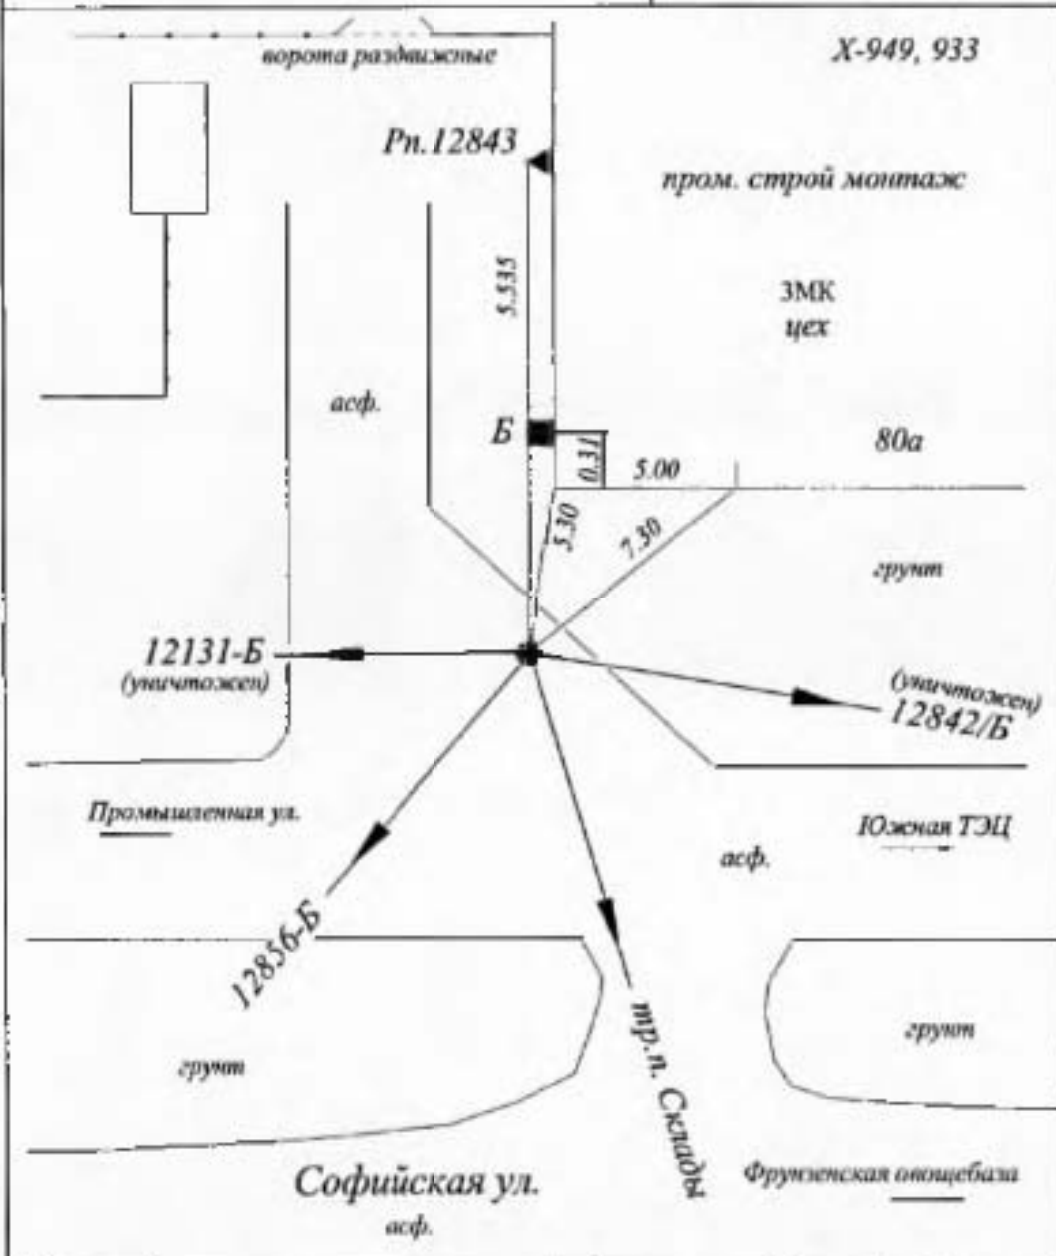 ворота раздвижные
Х-949, 933
Рп.12843
пром. строй монтаж
5.535
ЗМК
цех
асф.
Б
0.31
5.00
80а
5.30
7.30
грунт
12131-Б
(уничтожен)
(уничтожен)
12842/Б
Промышленная ул.
Южная ТЭЦ
асф.
12856-Б
тр.п. Склады
грунт
грунт
Софийская ул.
асф.
Фрунзенская овощебаза